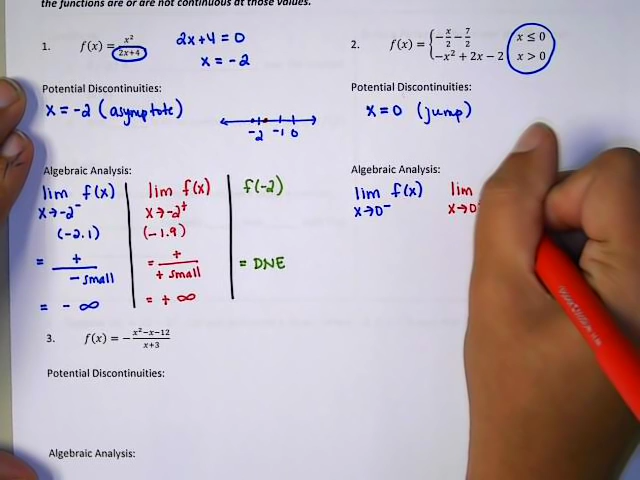 the functions are or are not continuous at those values.
1. f(x) = x²/(2x+4)
2x+4 = 0
x = -2
Potential Discontinuities:
x = -2 (asymptote)
-2 -1 0
Algebraic Analysis:
lim f(x)
x→-2⁻
(-2.1)
= +/(- small)
= - ∞
lim f(x)
x→-2⁺
(-1.9)
= +/(+ small)
= + ∞
f(-2)
= DNE
2. f(x) = { -x/2 - 7/2 x ≤ 0
-x² + 2x - 2 x > 0
Potential Discontinuities:
x=0 (jump)
Algebraic Analysis:
lim f(x)
x→0⁻
lim
x→0
3. f(x) = - (x²-x-12)/(x+3)
Potential Discontinuities:
Algebraic Analysis: